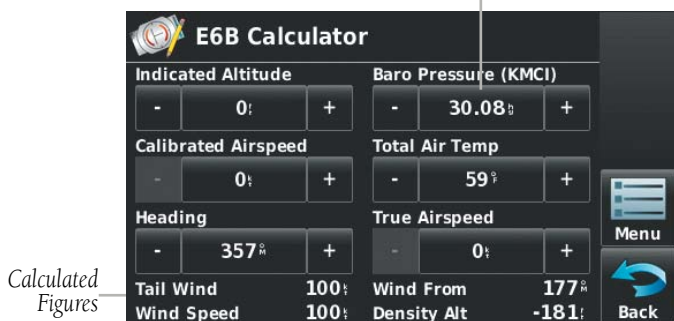 E6B Calculator
Indicated Altitude Baro Pressure (KMCI)
- 0 + - 30.08 +
Calibrated Airspeed Total Air Temp
- 0 + - 59°F +
Heading True Airspeed
- 357°M + - 0 +
Menu
Calculated Figures
Tail Wind 100 Wind From 177°M
Wind Speed 100 Density Alt -181
Back